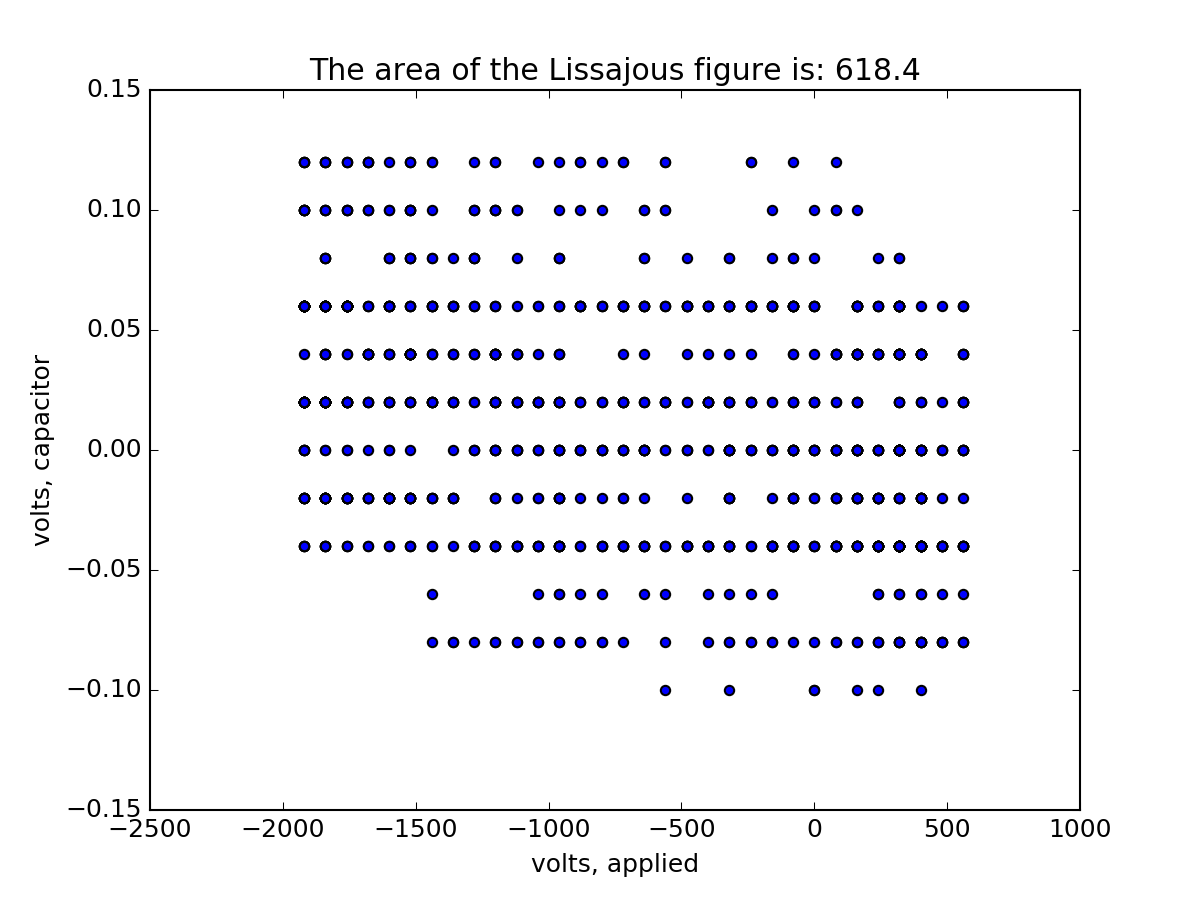 The area of the Lissajous figure is: 618.4
0.15
0.10
0.05
0.00
−0.05
−0.10
−0.15
volts, capacitor
−2500 −2000 −1500 −1000 −500 0 500 1000
volts, applied